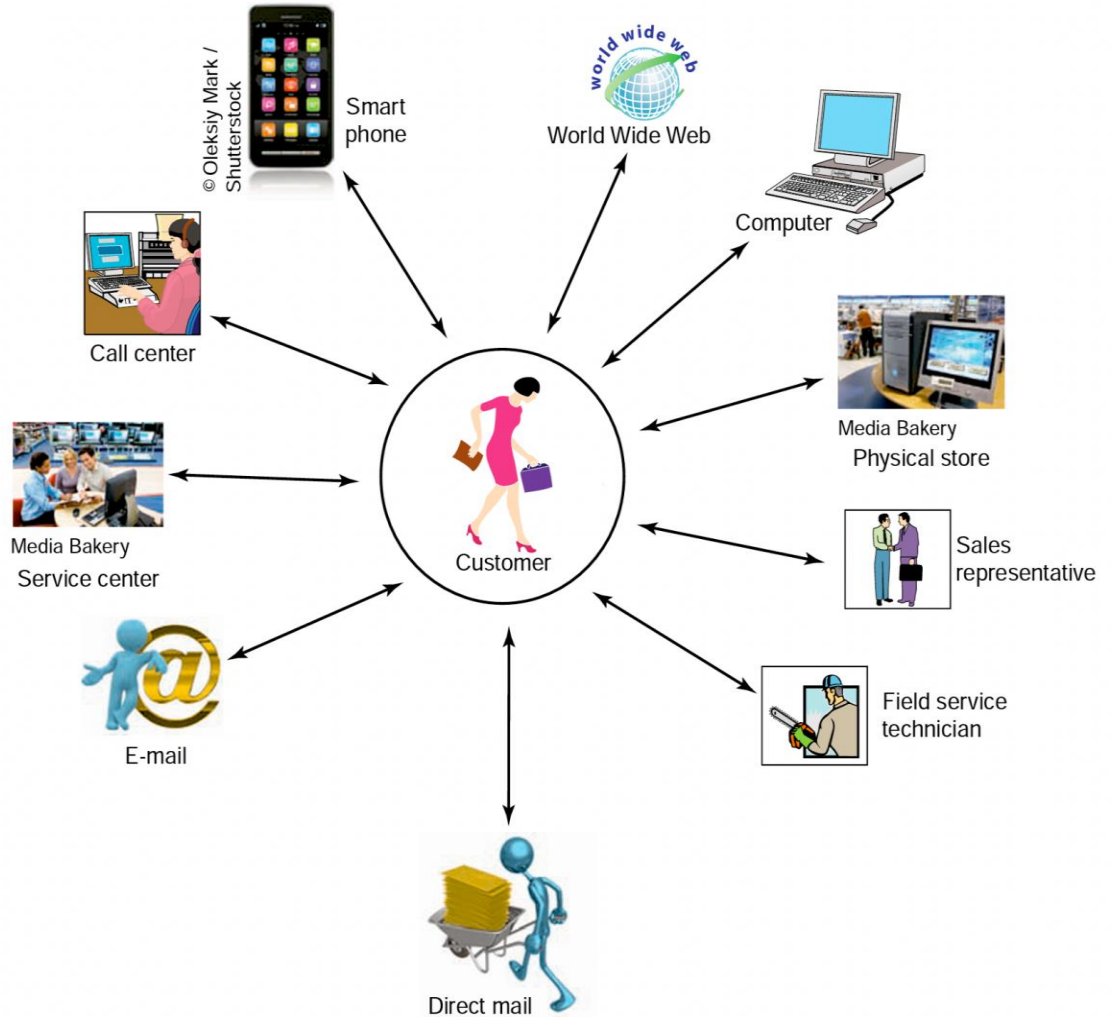 © Oleksiy Mark /
Shutterstock
Smart
phone
world wide web
World Wide Web
Computer
Call center
Media Bakery
Physical store
Media Bakery
Service center
Customer
Sales
representative
E-mail
@
Field service
technician
Direct mail